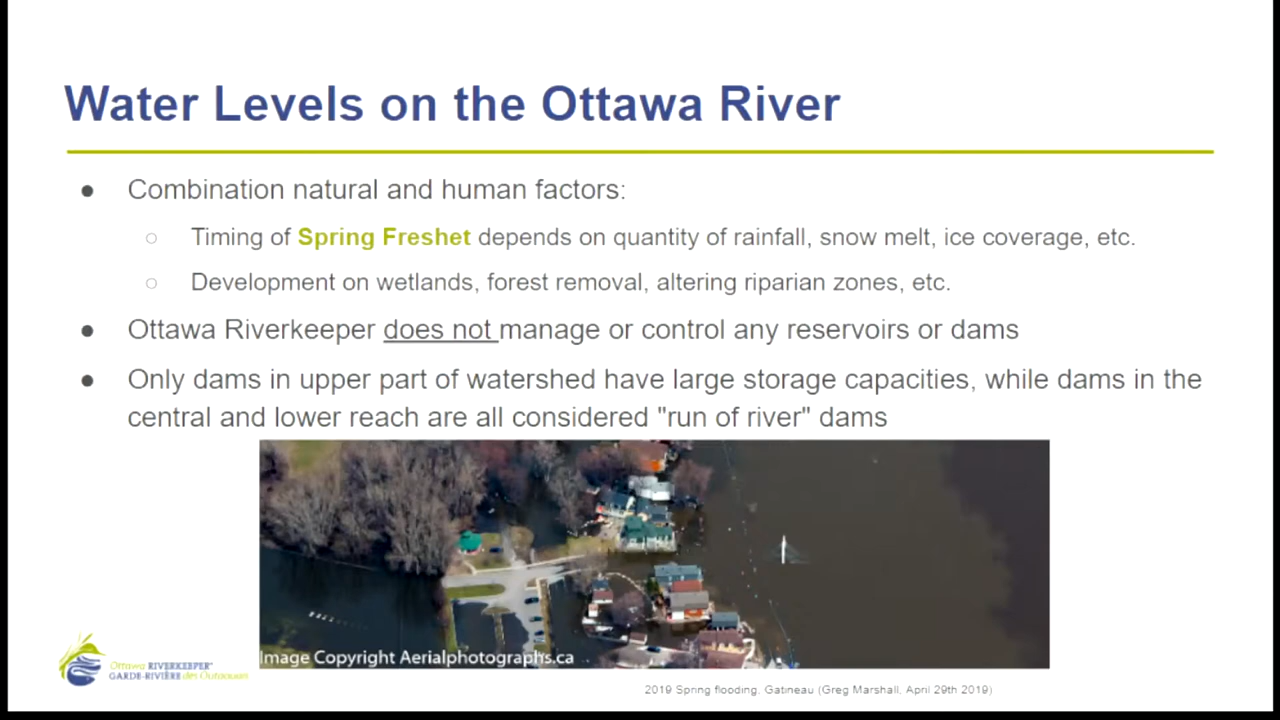 Water Levels on the Ottawa River
● Combination natural and human factors:
○ Timing of Spring Freshet depends on quantity of rainfall, snow melt, ice coverage, etc.
○ Development on wetlands, forest removal, altering riparian zones, etc.
● Ottawa Riverkeeper does not manage or control any reservoirs or dams
● Only dams in upper part of watershed have large storage capacities, while dams in the
central and lower reach are all considered "run of river" dams
Image Copyright Aerialphotographs.ca
Ottawa RIVERKEEPER®
GARDE-RIVIÈRE des Outaouais
2019 Spring flooding, Gatineau (Greg Marshall, April 29th 2019)